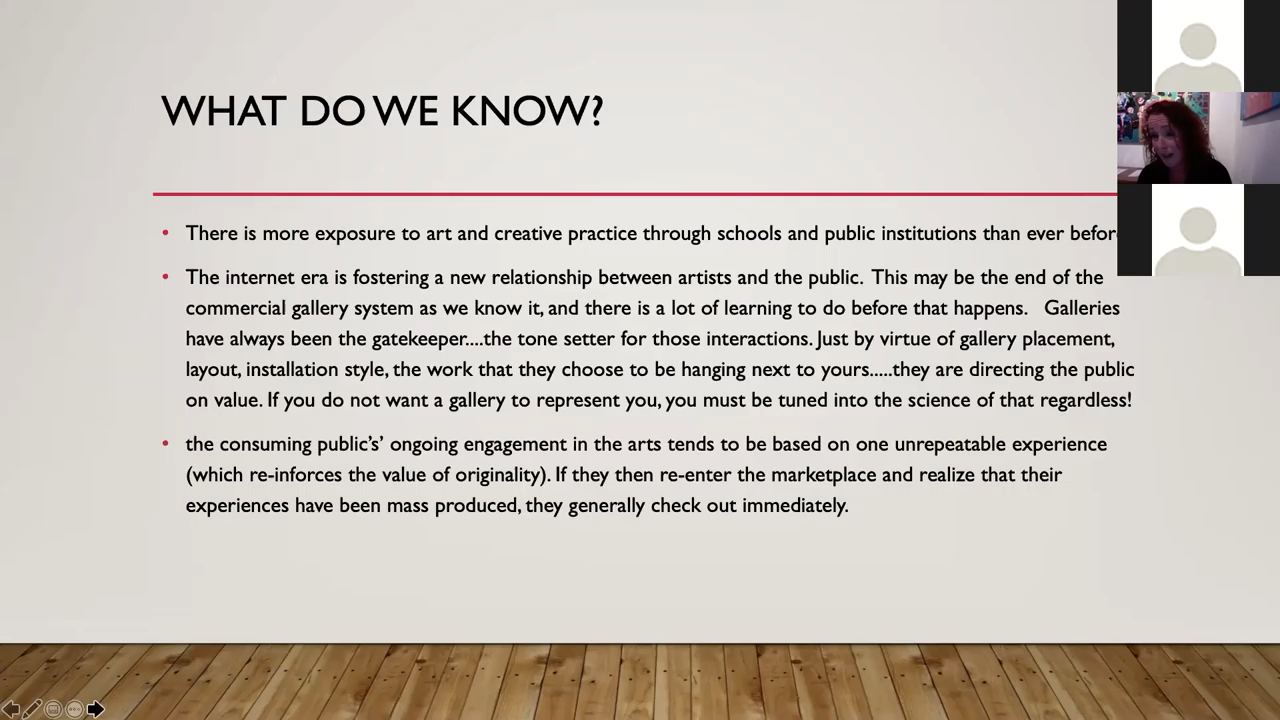 WHAT DO WE KNOW?
• There is more exposure to art and creative practice through schools and public institutions than ever
• The internet era is fostering a new relationship between artists and the public.  This may be the end of the
commercial gallery system as we know it, and there is a lot of learning to do before that happens.   Galleries
have always been the gatekeeper....the tone setter for those interactions. Just by virtue of gallery placement,
layout, installation style, the work that they choose to be hanging next to yours.....they are directing the public
on value. If you do not want a gallery to represent you, you must be tuned into the science of that regardless!
• the consuming public's' ongoing engagement in the arts tends to be based on one unrepeatable experience
(which re-inforces the value of originality). If they then re-enter the marketplace and realize that their
experiences have been mass produced, they generally check out immediately.